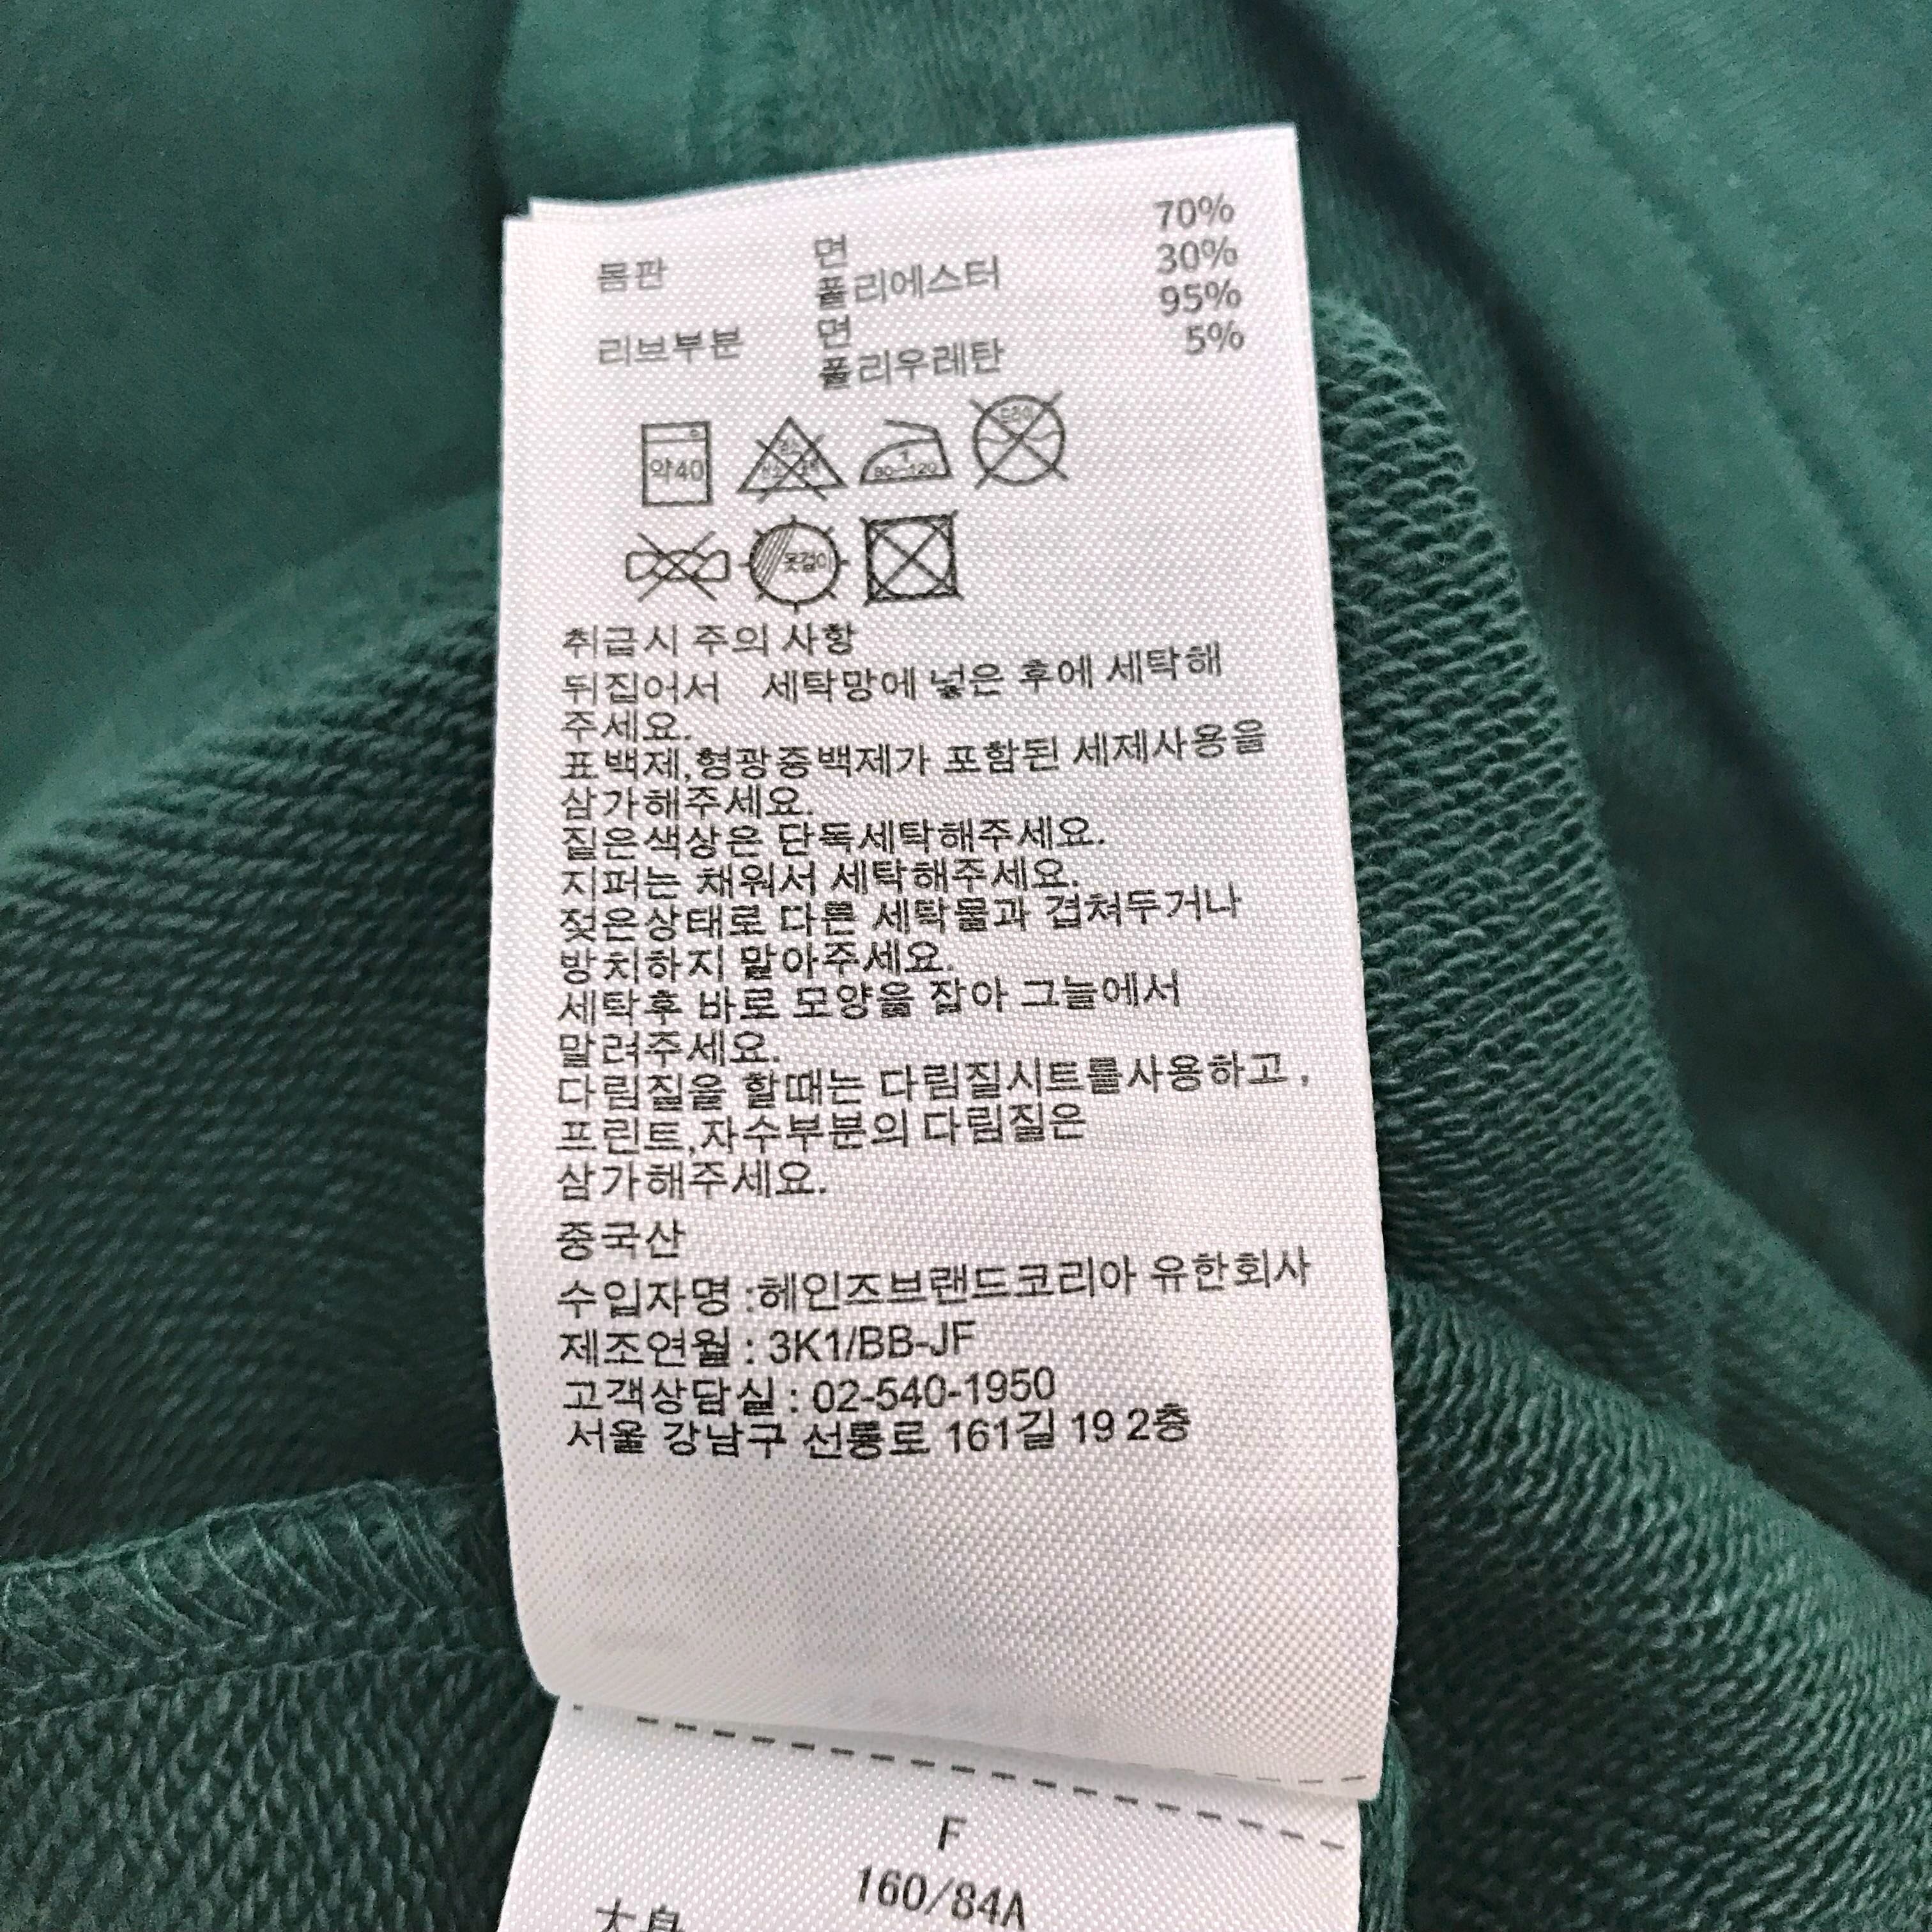 몸판 면 70%
폴리에스터 30%
리브부분 면 95%
폴리우레탄 5%
약40
80~120
드라이
옷걸이
취급시 주의 사항
뒤집어서 세탁망에 넣은 후에 세탁해
주세요.
표백제,형광증백제가 포함된 세제사용을
삼가해주세요.
짙은색상은 단독세탁해주세요.
지퍼는 채워서 세탁해주세요.
젖은상태로 다른 세탁물과 겹쳐두거나
방치하지 말아주세요.
세탁후 바로 모양을 잡아 그늘에서
말려주세요.
다림질을 할때는 다림질시트를사용하고 ,
프린트,자수부분의 다림질은
삼가해주세요.
중국산
수입자명 :헤인즈브랜드코리아 유한회사
제조연월 : 3K1/BB-JF
고객상담실 : 02-540-1950
서울 강남구 선릉로 161길 19 2층
F
160/84A
大身